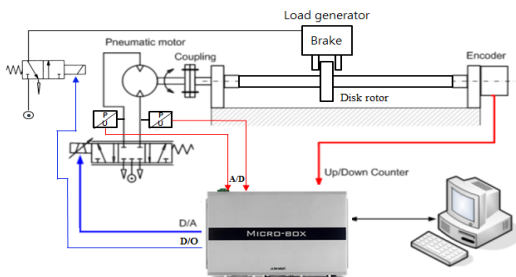 Load generator
Pneumatic motor
Brake
Coupling
Encoder
Disk rotor
P
U
P
U
A/D
Up/Down Counter
D/A
D/O
MICRO-BOX